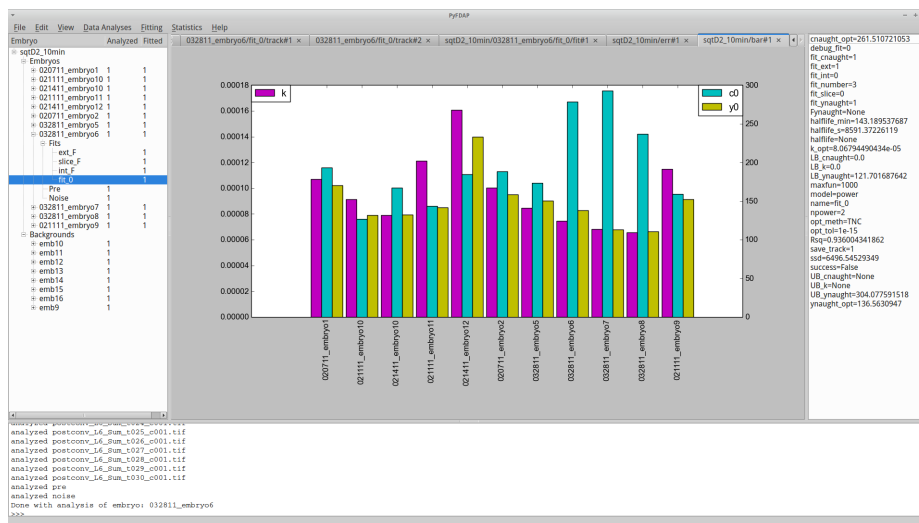 PyFDAP
File Edit View Data Analyses Fitting Statistics Help
Embryo Analyzed Fitted
sqtD2_10min
Embryos
020711_embryo1 1 1
021111_embryo10 1 1
021411_embryo10 1 1
021111_embryo11 1 1
021411_embryo12 1 1
020711_embryo2 1 1
032811_embryo5 1 1
032811_embryo6 1 1
Fits
ext_F 1
slice_F 1
int_F 1
fit_0 1
Pre 1
Noise 1
032811_embryo7 1 1
032811_embryo8 1 1
021111_embryo9 1 1
Backgrounds
emb10 1
emb11 1
emb12 1
emb13 1
emb14 1
emb15 1
emb16 1
emb9 1
032811_embryo6/fit_0/track#1 × 032811_embryo6/fit_0/track#2 × sqtD2_10min/032811_embryo6/fit_0/fit#1 × sqtD2_10min/err#1 × sqtD2_10min/bar#1 ×
0.00018
0.00016
0.00014
0.00012
0.00010
0.00008
0.00006
0.00004
0.00002
0.00000
k
c0
y0
300
250
200
150
100
50
0
020711_embryo1
021111_embryo10
021411_embryo10
021111_embryo11
021411_embryo12
020711_embryo2
032811_embryo5
032811_embryo6
032811_embryo7
032811_embryo8
021111_embryo9
cnaught_opt=261.510721053
debug_fit=0
fit_cnaught=1
fit_ext=1
fit_int=0
fit_number=3
fit_slice=0
fit_ynaught=1
Fynaught=None
halflife_min=143.189537687
halflife_s=8591.37226119
halflife=None
k_opt=8.06794490434e-05
LB_cnaught=0.0
LB_k=0.0
LB_ynaught=121.701687642
maxfun=1000
model=power
name=fit_0
npower=2
opt_meth=TNC
opt_tol=1e-15
Rsq=0.936004341862
save_track=1
ssd=6496.54529349
success=False
UB_cnaught=None
UB_k=None
UB_ynaught=304.077591518
ynaught_opt=136.5630947
analyzed postconv_L6_Sum_t024_c001.tif
analyzed postconv_L6_Sum_t025_c001.tif
analyzed postconv_L6_Sum_t026_c001.tif
analyzed postconv_L6_Sum_t027_c001.tif
analyzed postconv_L6_Sum_t028_c001.tif
analyzed postconv_L6_Sum_t029_c001.tif
analyzed postconv_L6_Sum_t030_c001.tif
analyzed pre
analyzed noise
Done with analysis of embryo: 032811_embryo6
>>>